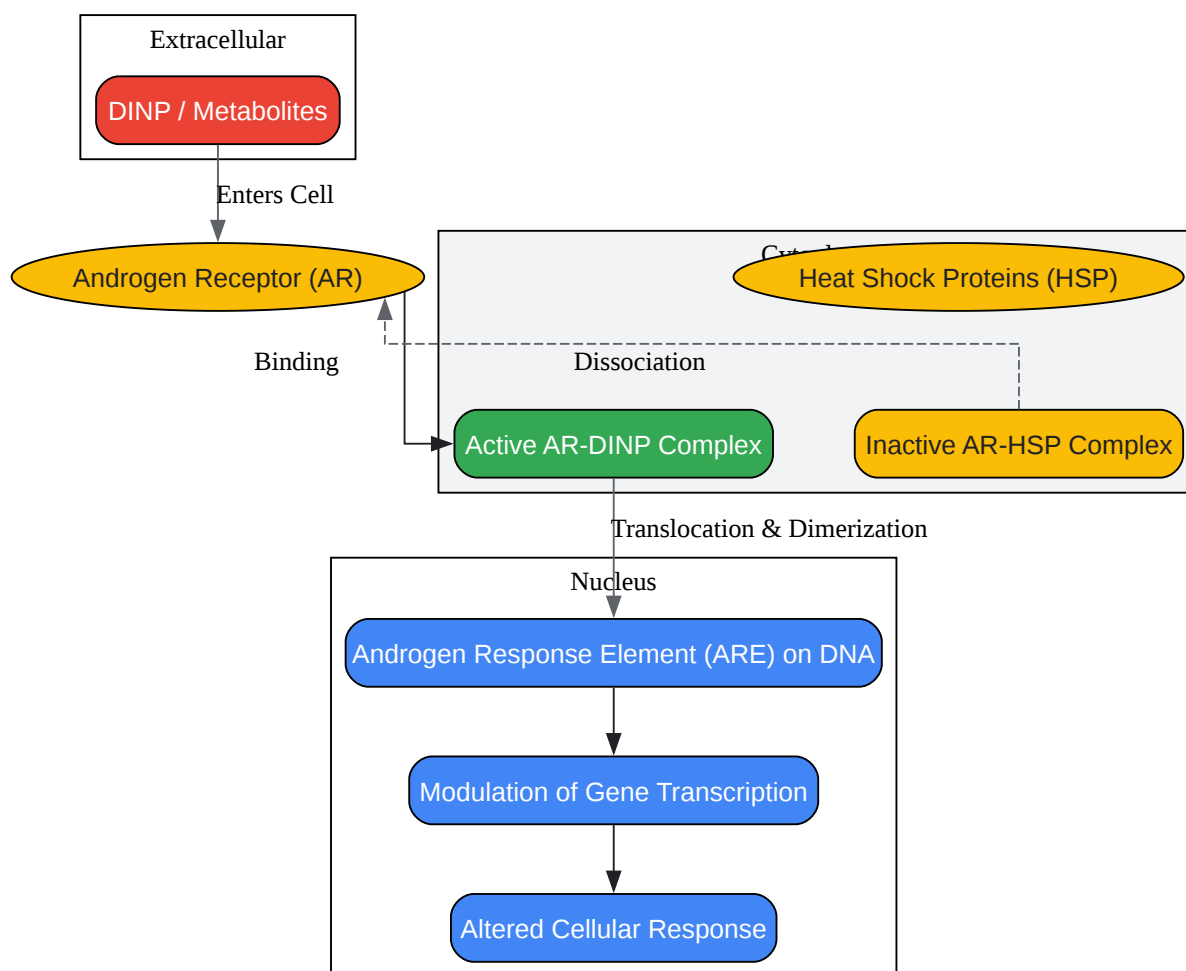 Extracellular
DINP / Metabolites
Enters Cell
Androgen Receptor (AR)
Heat Shock Proteins (HSP)
Binding
Dissociation
Active AR-DINP Complex
Inactive AR-HSP Complex
Translocation & Dimerization
Nucleus
Androgen Response Element (ARE) on DNA
Modulation of Gene Transcription
Altered Cellular Response